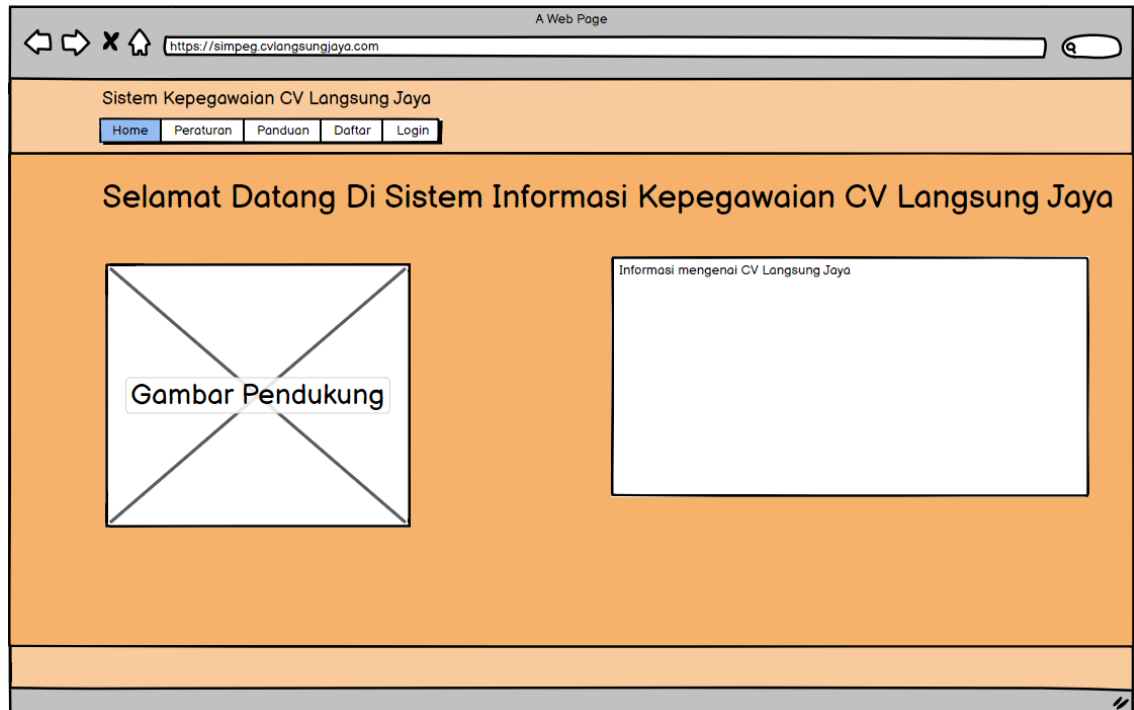 A Web Page
https://simpeg.cvlangsungjaya.com
Sistem Kepegawaian CV Langsung Jaya
Home Peraturan Panduan Daftar Login
Selamat Datang Di Sistem Informasi Kepegawaian CV Langsung Jaya
Gambar Pendukung
Informasi mengenai CV Langsung Jaya